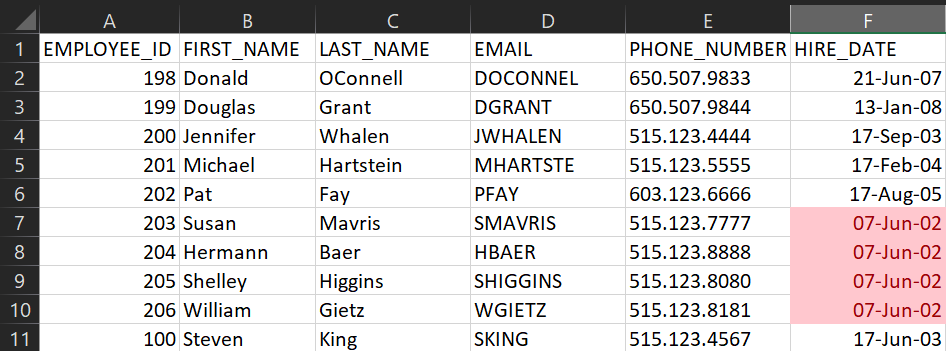 A B C D E F
1 EMPLOYEE_ID FIRST_NAME LAST_NAME EMAIL PHONE_NUMBER HIRE_DATE
2 198 Donald OConnell DOCONNEL 650.507.9833 21-Jun-07
3 199 Douglas Grant DGRANT 650.507.9844 13-Jan-08
4 200 Jennifer Whalen JWHALEN 515.123.4444 17-Sep-03
5 201 Michael Hartstein MHARTSTE 515.123.5555 17-Feb-04
6 202 Pat Fay PFAY 603.123.6666 17-Aug-05
7 203 Susan Mavris SMAVRIS 515.123.7777 07-Jun-02
8 204 Hermann Baer HBAER 515.123.8888 07-Jun-02
9 205 Shelley Higgins SHIGGINS 515.123.8080 07-Jun-02
10 206 William Gietz WGIETZ 515.123.8181 07-Jun-02
11 100 Steven King SKING 515.123.4567 17-Jun-03